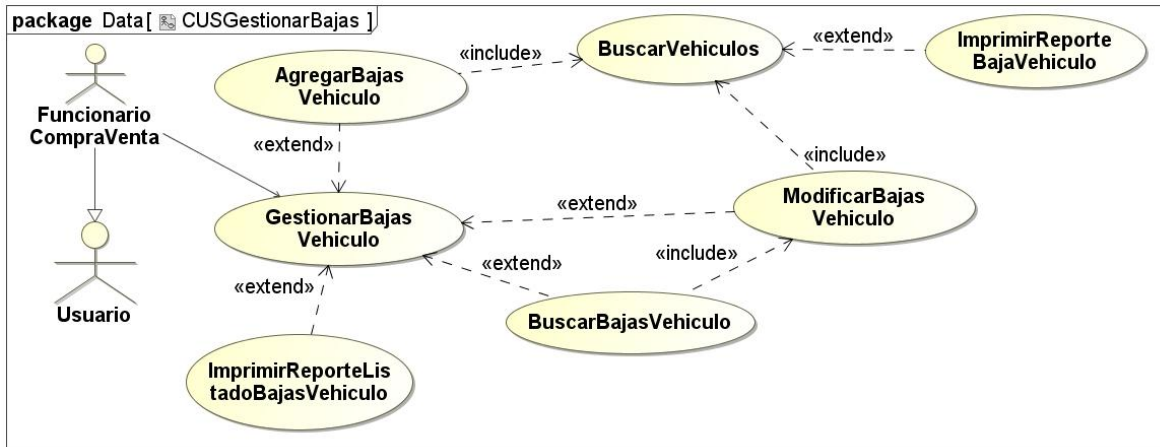 package Data[ CUSGestionarBajas ]
Funcionario
CompraVenta
Usuario
AgregarBajas
Vehiculo
«include»
BuscarVehiculos
«extend»
ImprimirReporte
BajaVehiculo
«extend»
«include»
GestionarBajas
Vehiculo
«extend»
ModificarBajas
Vehiculo
«extend»
«extend»
«include»
BuscarBajasVehiculo
ImprimirReporteLis
tadoBajasVehiculo